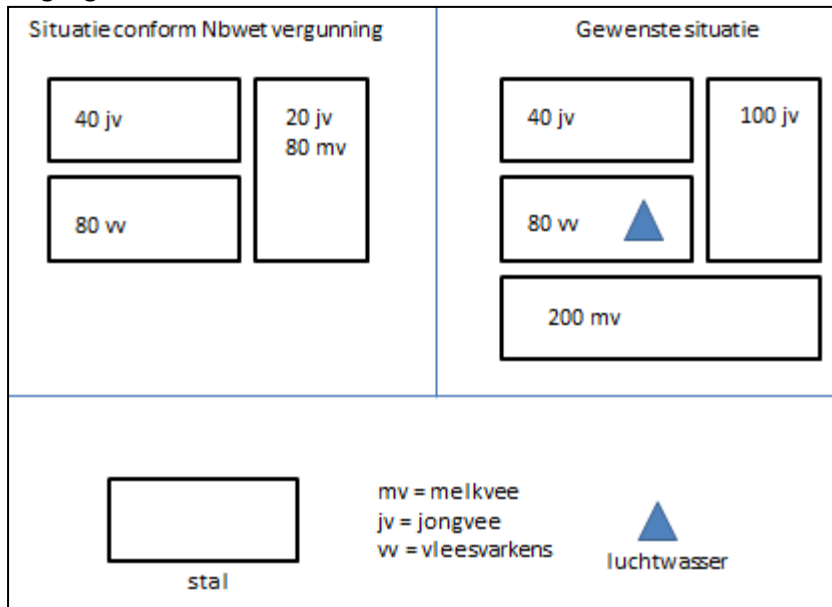 Situatie conform Nbwet vergunning
40 jv
20 jv
80 mv
80 vv
Gewenste situatie
40 jv
100 jv
80 vv
200 mv
stal
mv = melkvee
jv = jongvee
vv = vleesvarkens
luchtwasser